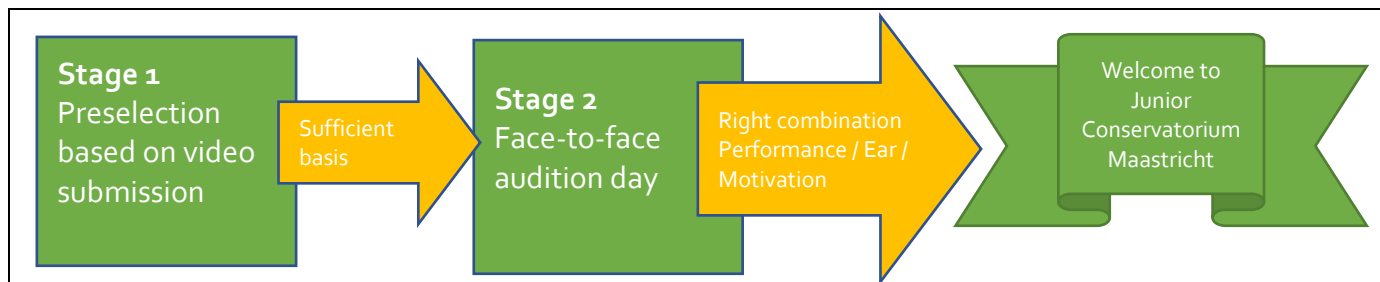 Stage 1
Preselection
based on video
submission
Sufficient
basis
Stage 2
Face-to-face
audition day
Right combination
Performance / Ear /
Motivation
Welcome to
Junior
Conservatorium
Maastricht